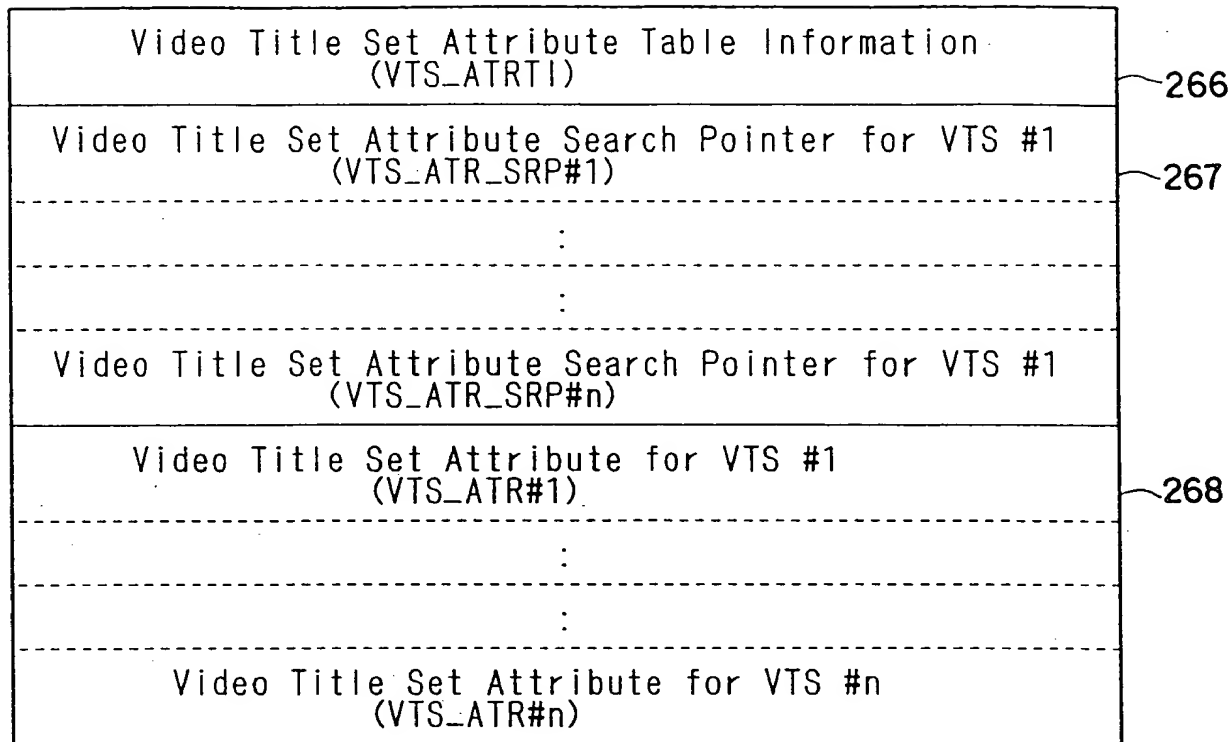 Video Title Set Attribute Table Information
(VTS_ATRTI)
266
Video Title Set Attribute Search Pointer for VTS #1
(VTS_ATR_SRP#1)
267
:
:
Video Title Set Attribute Search Pointer for VTS #1
(VTS_ATR_SRP#n)
Video Title Set Attribute for VTS #1
(VTS_ATR#1)
268
:
:
Video Title Set Attribute for VTS #n
(VTS_ATR#n)